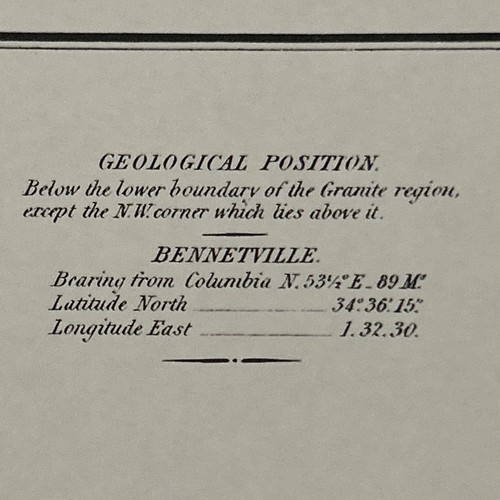 GEOLOGICAL POSITION.
Below the lower boundary of the Granite region,
except the N.W. corner which lies above it.
BENNETVILLE.
Bearing from Columbia N. 53½° E. 89 Mˢ
Latitude North 34° 36' 15"
Longitude East 1. 32. 30.